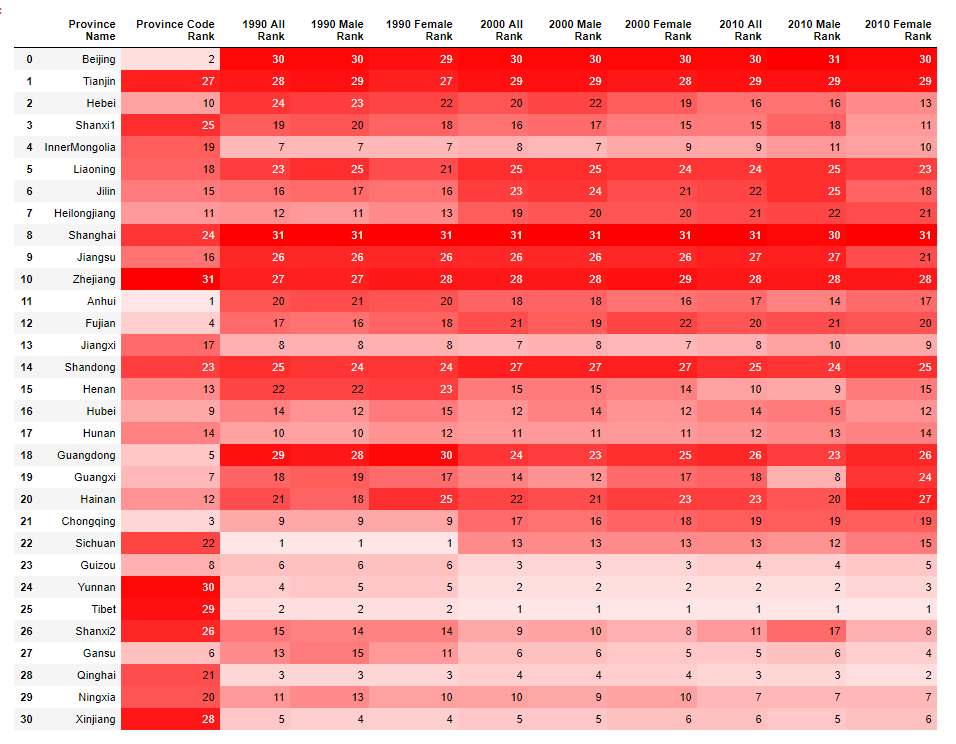 Province Name Province Code Rank 1990 All Rank 1990 Male Rank 1990 Female Rank 2000 All Rank 2000 Male Rank 2000 Female Rank 2010 All Rank 2010 Male Rank 2010 Female Rank
0 Beijing 2 30 30 29 30 30 30 30 31 30
1 Tianjin 27 28 29 27 29 29 28 29 29 29
2 Hebei 10 24 23 22 20 22 19 16 16 13
3 Shanxi1 25 19 20 18 16 17 15 15 18 11
4 InnerMongolia 19 7 7 7 8 7 9 9 11 10
5 Liaoning 18 23 25 21 25 25 24 24 25 23
6 Jilin 15 16 17 16 23 24 21 22 25 18
7 Heilongjiang 11 12 11 13 19 20 20 21 22 21
8 Shanghai 24 31 31 31 31 31 31 31 30 31
9 Jiangsu 16 26 26 26 26 26 26 27 27 21
10 Zhejiang 31 27 27 28 28 28 29 28 28 28
11 Anhui 1 20 21 20 18 18 16 17 14 17
12 Fujian 4 17 16 18 21 19 22 20 21 20
13 Jiangxi 17 8 8 8 7 8 7 8 10 9
14 Shandong 23 25 24 24 27 27 27 25 24 25
15 Henan 13 22 22 23 15 15 14 10 9 15
16 Hubei 9 14 12 15 12 14 12 14 15 12
17 Hunan 14 10 10 12 11 11 11 12 13 14
18 Guangdong 5 29 28 30 24 23 25 26 23 26
19 Guangxi 7 18 19 17 14 12 17 18 8 24
20 Hainan 12 21 18 25 22 21 23 23 20 27
21 Chongqing 3 9 9 9 17 16 18 19 19 19
22 Sichuan 22 1 1 1 13 13 13 13 12 15
23 Guizou 8 6 6 6 3 3 3 4 4 5
24 Yunnan 30 4 5 5 2 2 2 2 2 3
25 Tibet 29 2 2 2 1 1 1 1 1 1
26 Shanxi2 26 15 14 14 9 10 8 11 17 8
27 Gansu 6 13 15 11 6 6 5 5 6 4
28 Qinghai 21 3 3 3 4 4 4 3 3 2
29 Ningxia 20 11 13 10 10 9 10 7 7 7
30 Xinjiang 28 5 4 4 5 5 6 6 5 6